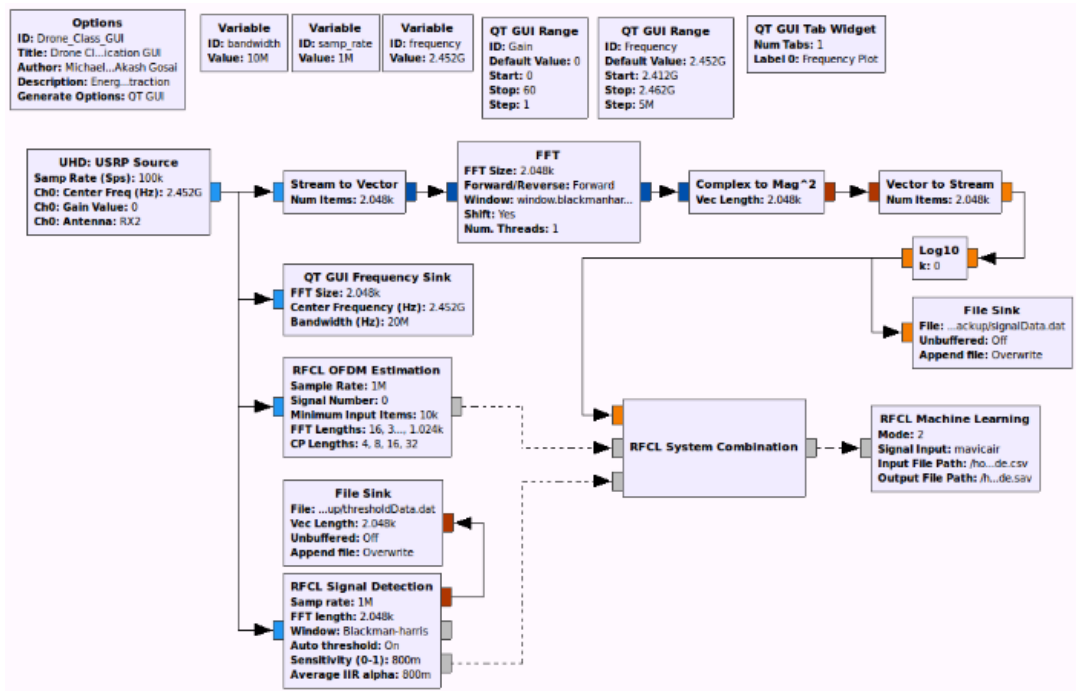 Options
ID: Drone_Class_GUI
Title: Drone Cl...ication GUI
Author: Michael...Akash Gosai
Description: Energ...traction
Generate Options: QT GUI
Variable
ID: bandwidth
Value: 10M
Variable
ID: samp_rate
Value: 1M
Variable
ID: frequency
Value: 2.452G
QT GUI Range
ID: Gain
Default Value: 0
Start: 0
Stop: 60
Step: 1
QT GUI Range
ID: Frequency
Default Value: 2.452G
Start: 2.412G
Stop: 2.462G
Step: 5M
QT GUI Tab Widget
Num Tabs: 1
Label 0: Frequency Plot
UHD: USRP Source
Samp Rate (Sps): 100k
Ch0: Center Freq (Hz): 2.452G
Ch0: Gain Value: 0
Ch0: Antenna: RX2
Stream to Vector
Num Items: 2.048k
FFT
FFT Size: 2.048k
Forward/Reverse: Forward
Window: window.blackmanhar...
Shift: Yes
Num. Threads: 1
Complex to Mag^2
Vec Length: 2.048k
Vector to Stream
Num Items: 2.048k
Log10
k: 0
QT GUI Frequency Sink
FFT Size: 2.048k
Center Frequency (Hz): 2.452G
Bandwidth (Hz): 20M
File Sink
File: ...ackup/signalData.dat
Unbuffered: Off
Append file: Overwrite
RFCL OFDM Estimation
Sample Rate: 1M
Signal Number: 0
Minimum Input Items: 10k
FFT Lengths: 16, 3..., 1.024k
CP Lengths: 4, 8, 16, 32
RFCL System Combination
RFCL Machine Learning
Mode: 2
Signal Input: mavicair
Input File Path: /ho...de.csv
Output File Path: /h...de.sav
File Sink
File: ...up/thresholdData.dat
Vec Length: 2.048k
Unbuffered: Off
Append file: Overwrite
RFCL Signal Detection
Samp rate: 1M
FFT length: 2.048k
Window: Blackman-harris
Auto threshold: On
Sensitivity (0-1): 800m
Average IIR alpha: 800m